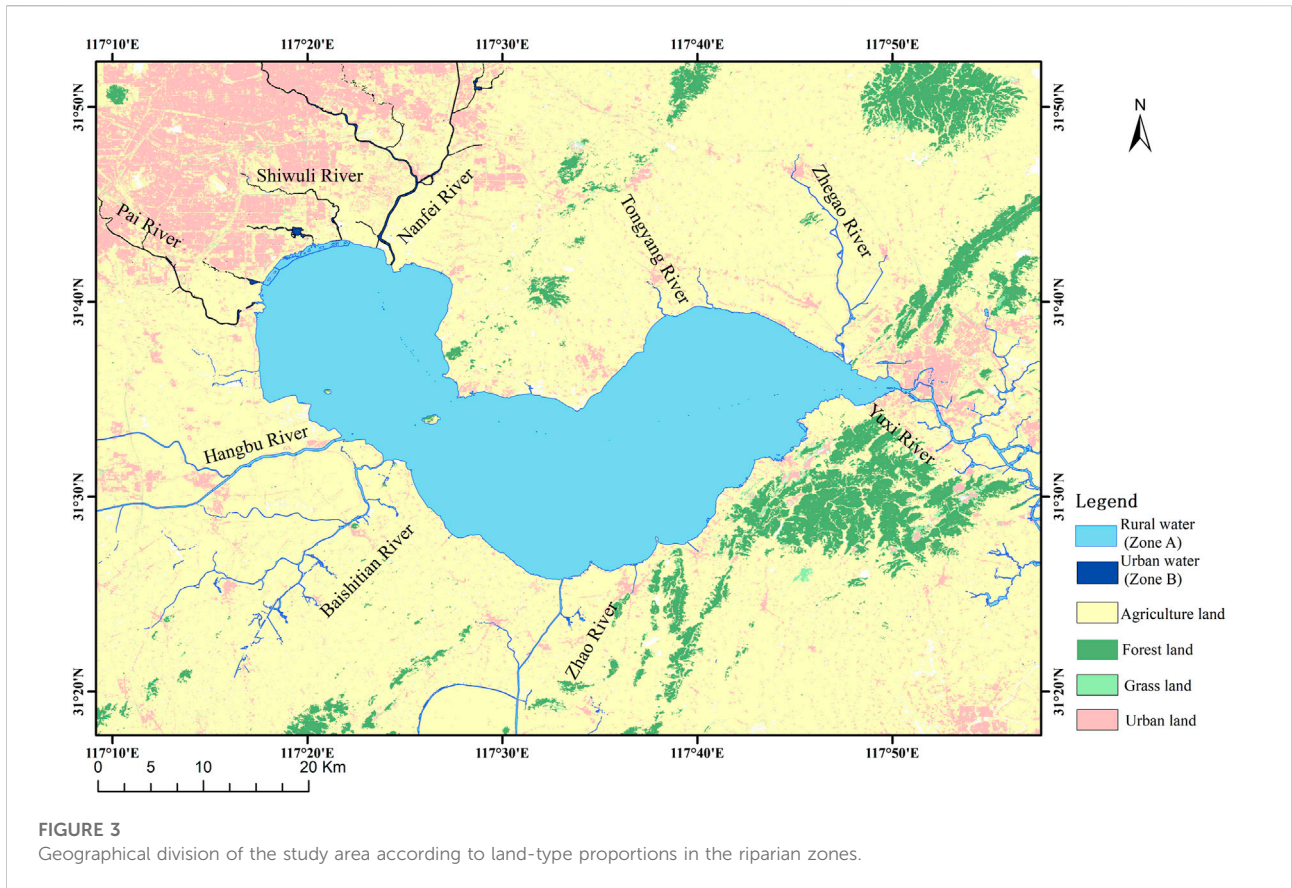 117°10'E 117°20'E 117°30'E 117°40'E 117°50'E
31°50'N 31°50'N
N
Shiwuli River
Pai River
Nanfei River
Tongyang River
Zhegao River
31°40'N 31°40'N
Hangbu River
Yuxi River
31°30'N 31°30'N
Baishitian River
Zhao River
31°20'N 31°20'N
117°10'E 117°20'E 117°30'E 117°40'E 117°50'E
0 5 10 20 Km
Legend
Rural water
(Zone A)
Urban water
(Zone B)
Agriculture land
Forest land
Grass land
Urban land
FIGURE 3
Geographical division of the study area according to land-type proportions in the riparian zones.